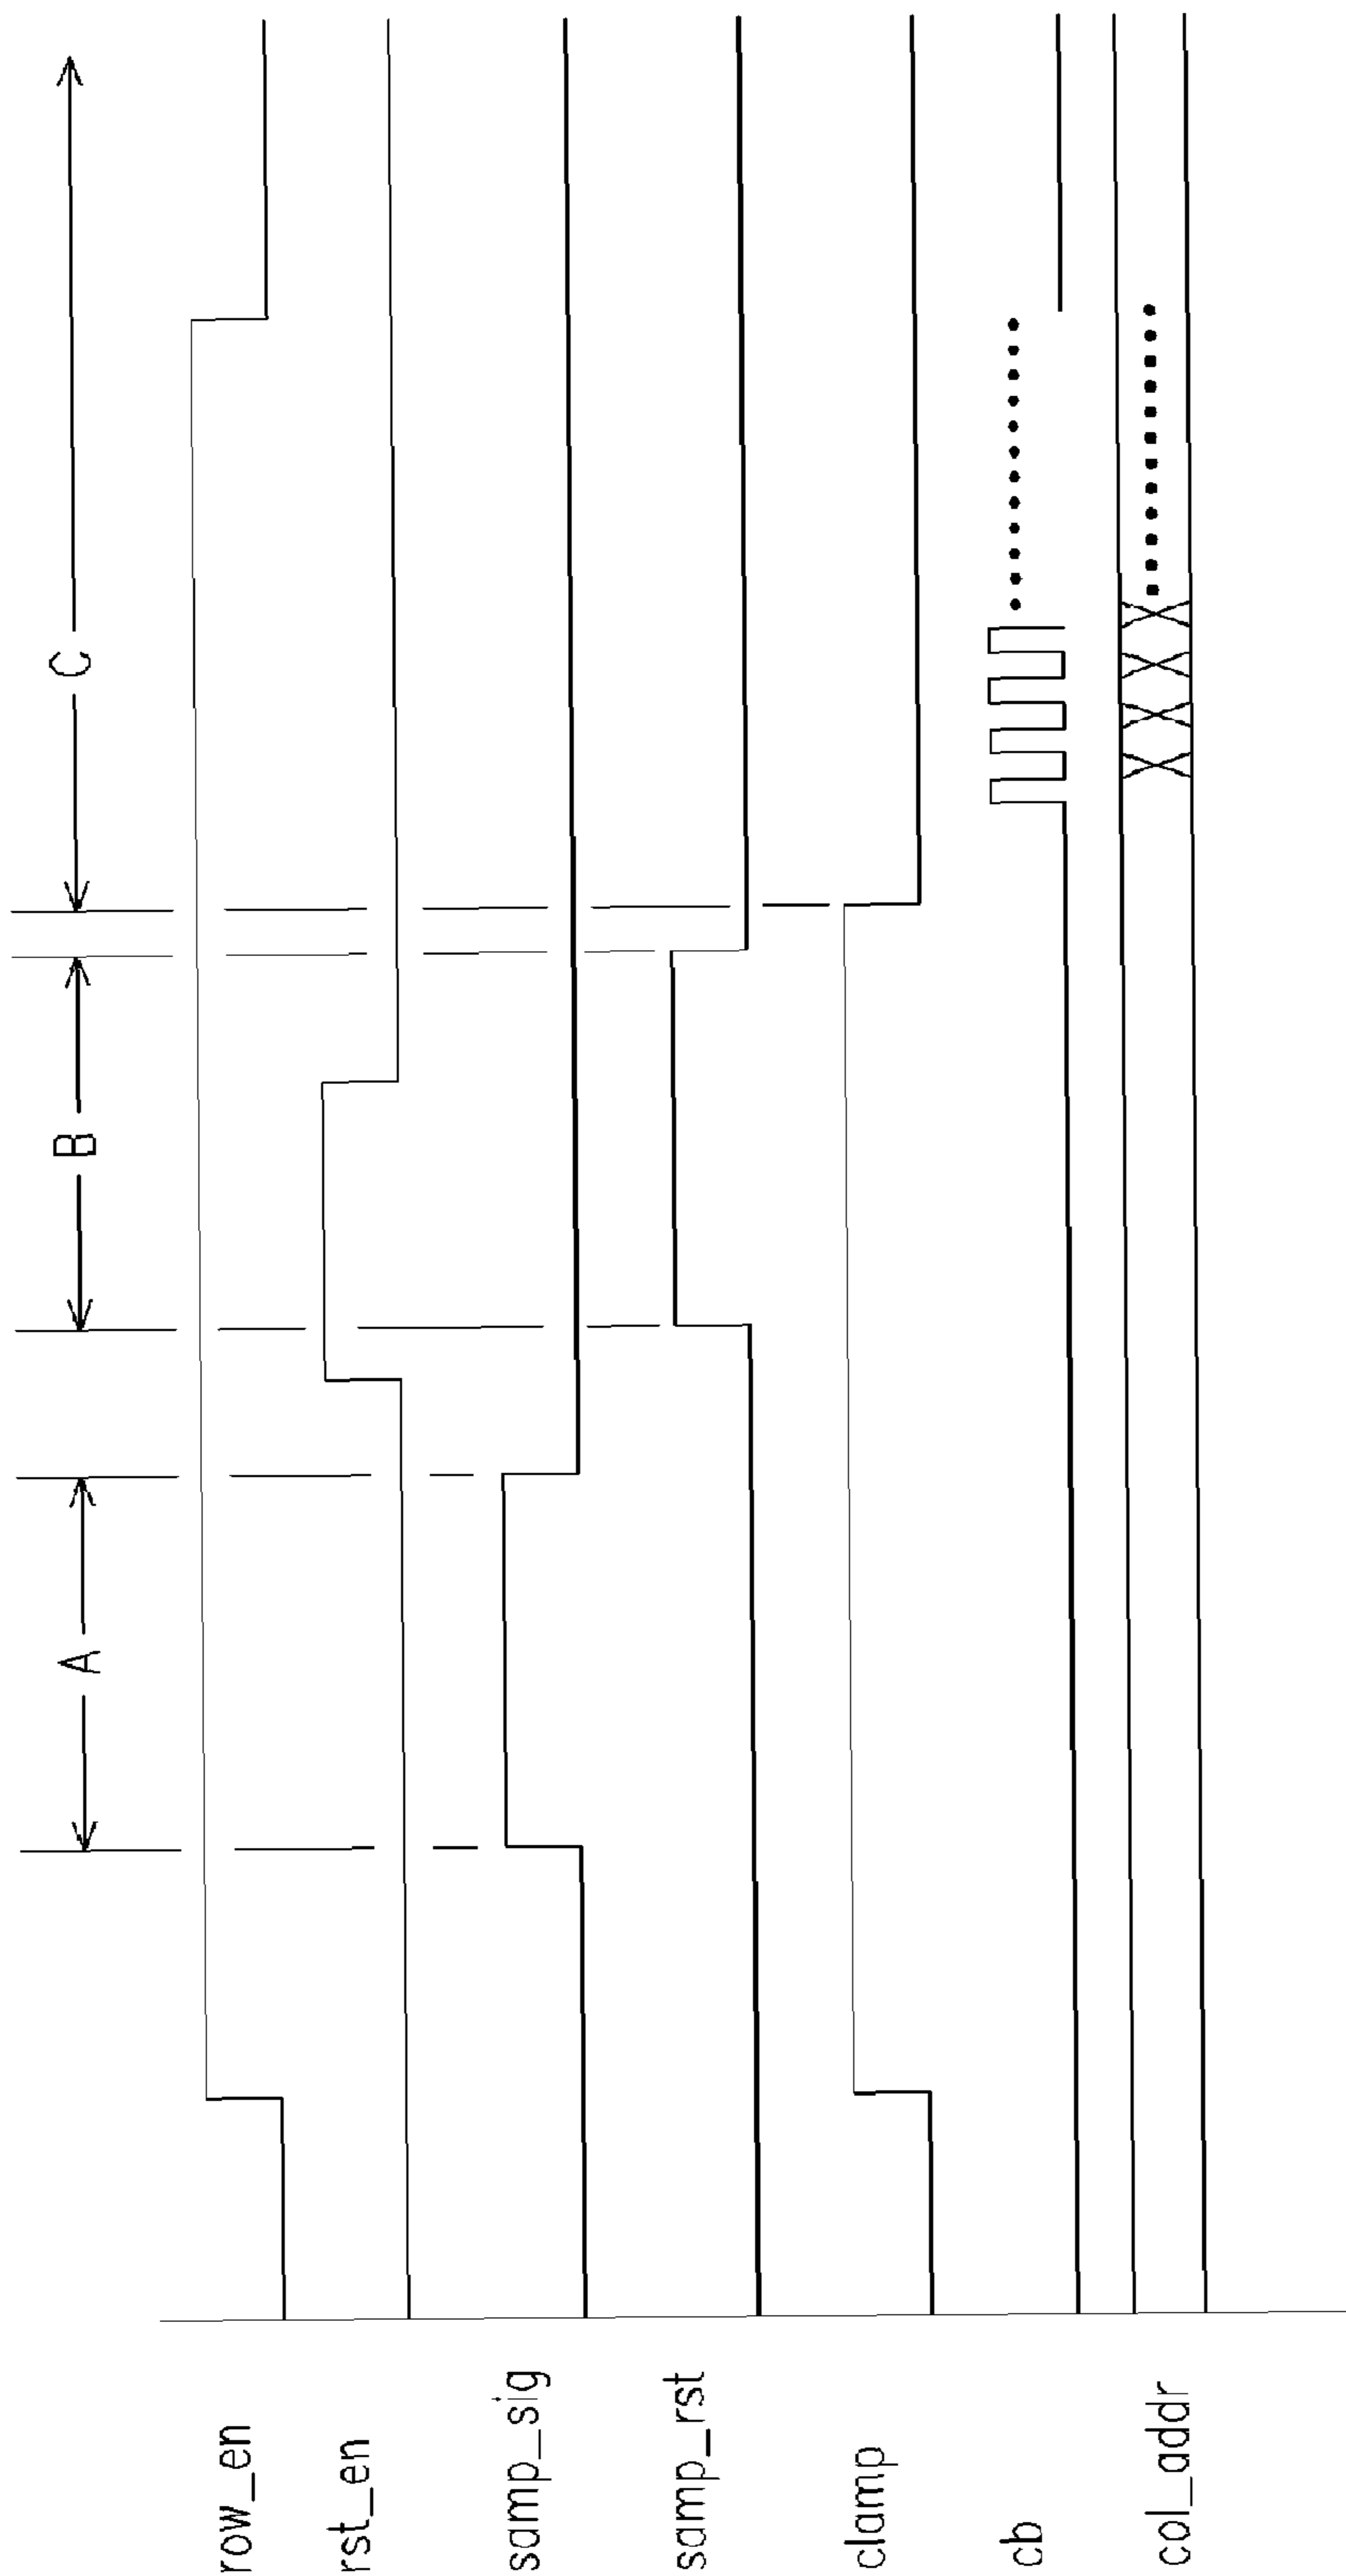 A
B
C
row_en
rst_en
samp_sig
samp_rst
clamp
cb
col_addr